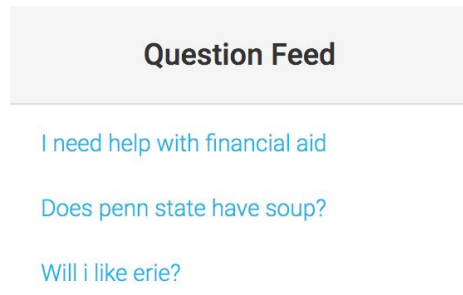 Question Feed
I need help with financial aid
Does penn state have soup?
Will i like erie?